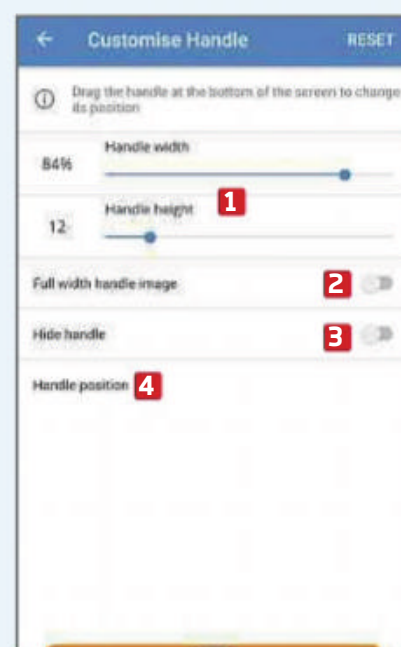 Customise Handle RESET
Drag the handle at the bottom of the screen to change
its position
Handle width
84%
Handle height 1
12
Full width handle image 2
Hide handle 3
Handle position 4